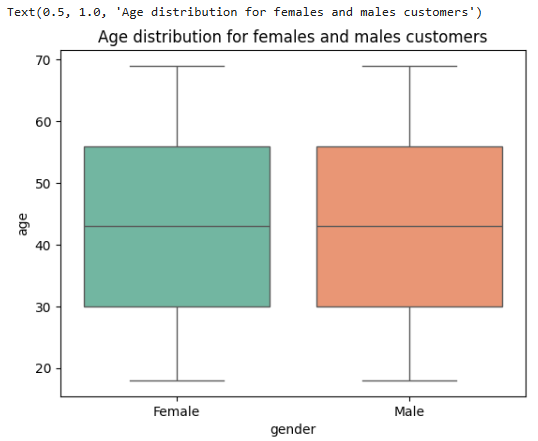 Text(0.5, 1.0, 'Age distribution for females and males customers')
Age distribution for females and males customers
70
60
50
40
30
20
age
Female Male
gender